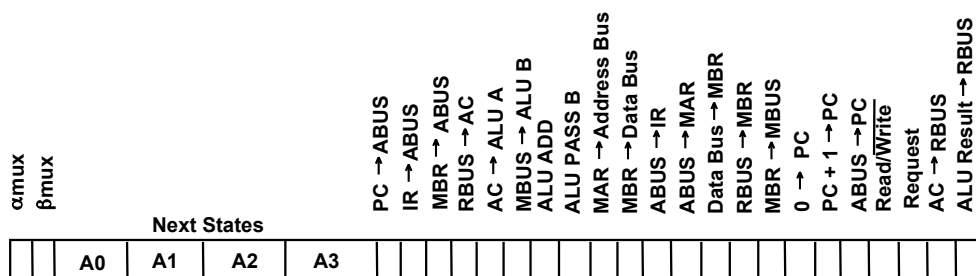 αmux
βmux
Next States
A0
A1
A2
A3
PC → ABUS
IR → ABUS
MBR → ABUS
RBUS → AC
AC → ALU A
MBUS → ALU B
ALU ADD
ALU PASS B
MAR → Address Bus
MBR → Data Bus
ABUS → IR
ABUS → MAR
Data Bus → MBR
RBUS → MBR
MBR → MBUS
0 → PC
PC + 1 → PC
ABUS → PC
Read/Write
Request
AC → RBUS
ALU Result → RBUS